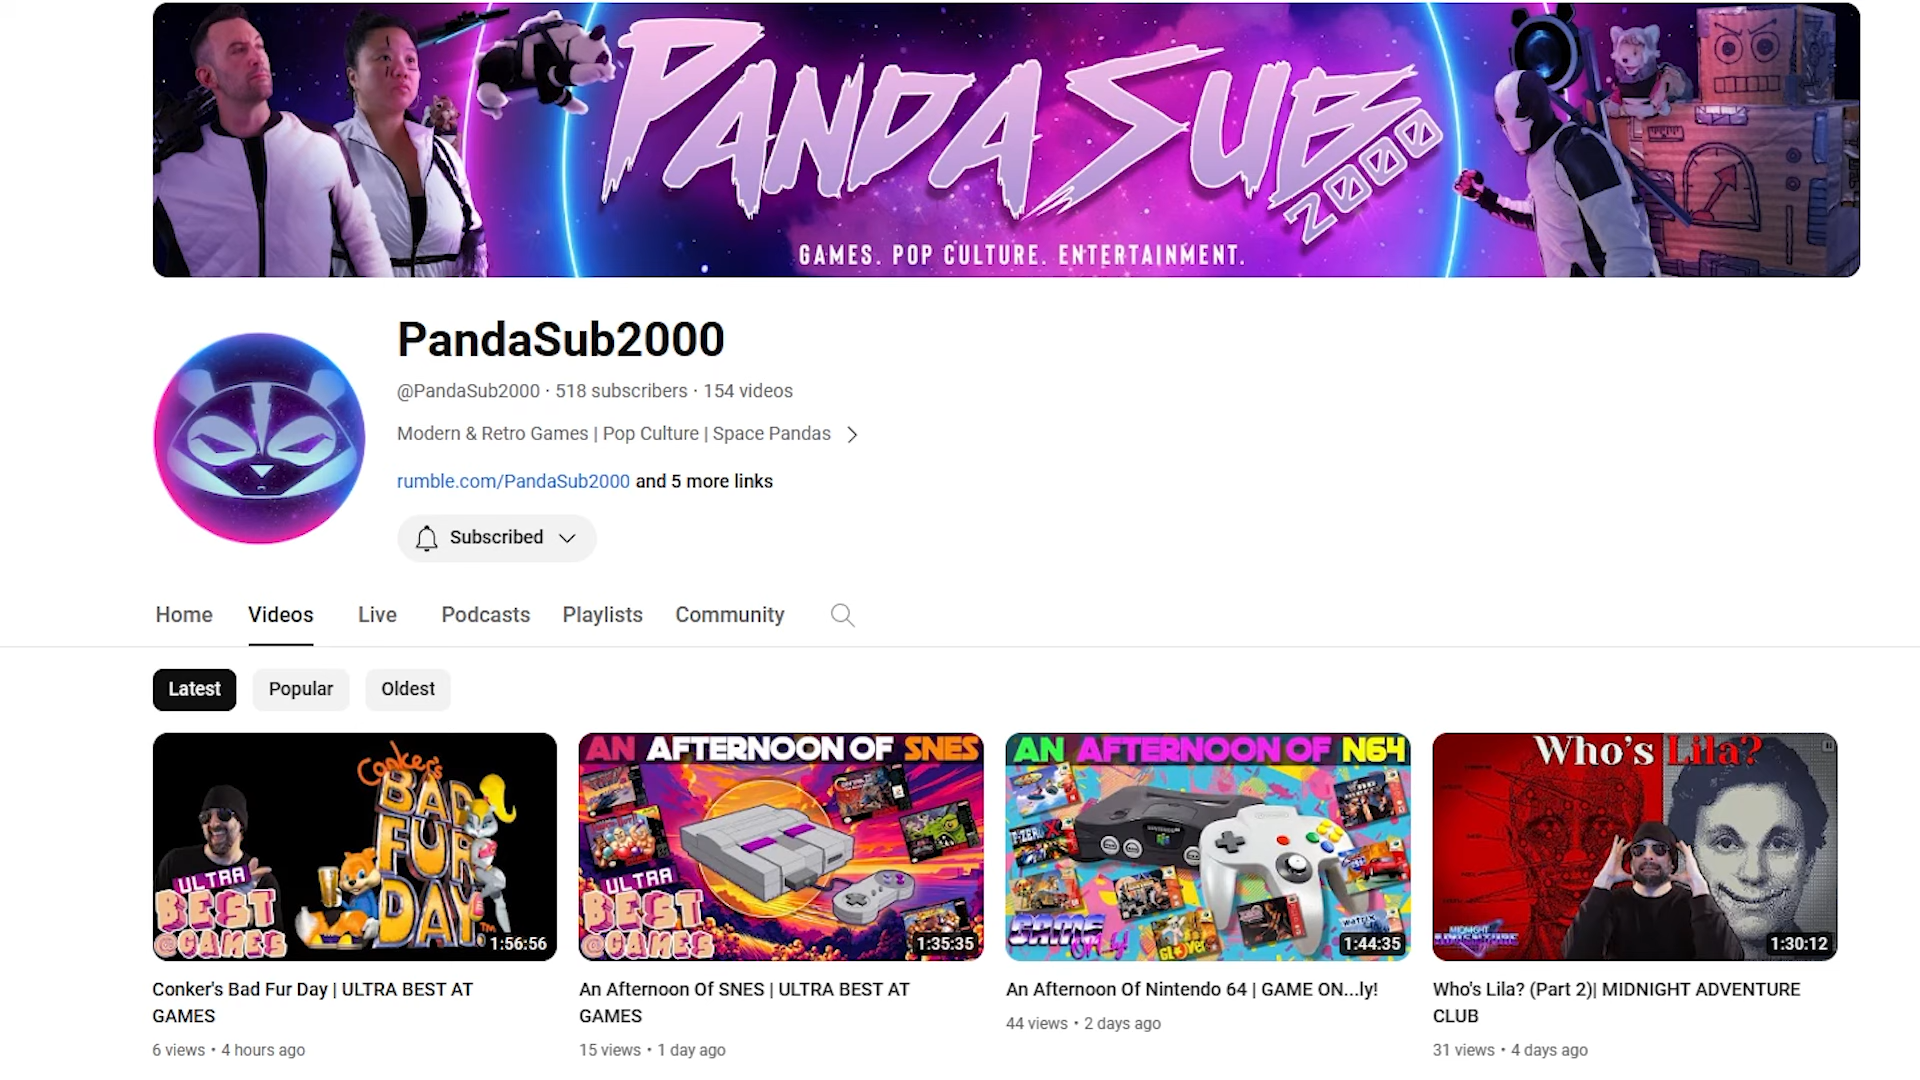 PANDA SUB
2000
GAMES. POP CULTURE. ENTERTAINMENT.
PandaSub2000
@PandaSub2000 · 518 subscribers · 154 videos
Modern & Retro Games | Pop Culture | Space Pandas
rumble.com/PandaSub2000 and 5 more links
Subscribed
Home Videos Live Podcasts Playlists Community
Latest Popular Oldest
Conker's
BAD
FUR
DAY
TM
ULTRA
BEST
@GAMES
1:56:56
AN AFTERNOON OF SNES
ULTRA
BEST
@GAMES
1:35:35
AN AFTERNOON OF N64
GLOVER
GAME
1:44:35
Who's Lila?
MIDNIGHT
1:30:12
Conker's Bad Fur Day | ULTRA BEST AT
GAMES
6 views • 4 hours ago
An Afternoon Of SNES | ULTRA BEST AT
GAMES
15 views • 1 day ago
An Afternoon Of Nintendo 64 | GAME ON...ly!
44 views • 2 days ago
Who's Lila? (Part 2)| MIDNIGHT ADVENTURE
CLUB
31 views • 4 days ago